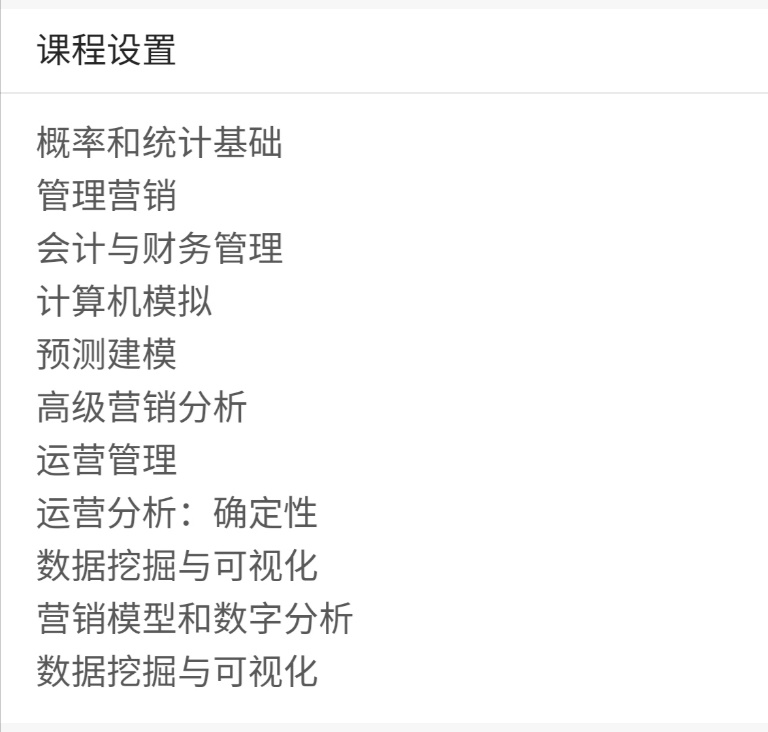 课程设置
概率和统计基础
管理营销
会计与财务管理
计算机模拟
预测建模
高级营销分析
运营管理
运营分析：确定性
数据挖掘与可视化
营销模型和数字分析
数据挖掘与可视化